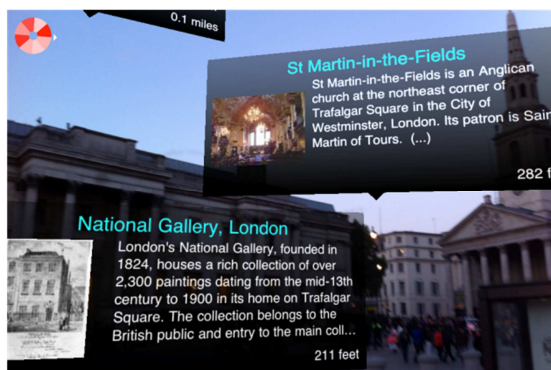 0.1 miles
St Martin-in-the-Fields
St Martin-in-the-Fields is an Anglican
church at the northeast corner of
Trafalgar Square in the City of
Westminster, London. Its patron is Sain
Martin of Tours. (...)
282 f
National Gallery, London
London's National Gallery, founded in
1824, houses a rich collection of over
2,300 paintings dating from the mid-13th
century to 1900 in its home on Trafalgar
Square. The collection belongs to the
British public and entry to the main coll...
211 feet